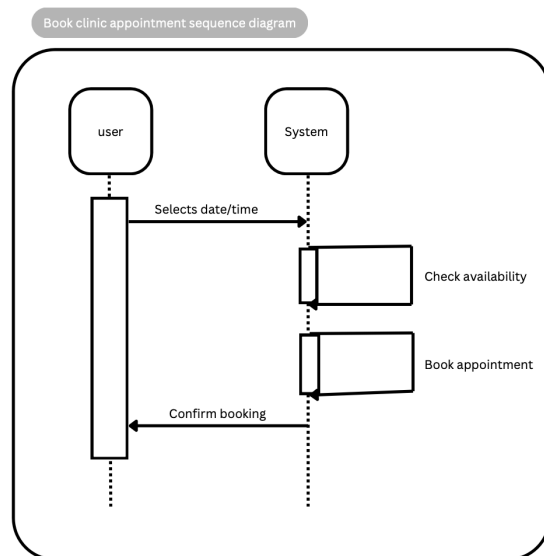 Book clinic appointment sequence diagram
user
System
Selects date/time
Check availability
Book appointment
Confirm booking